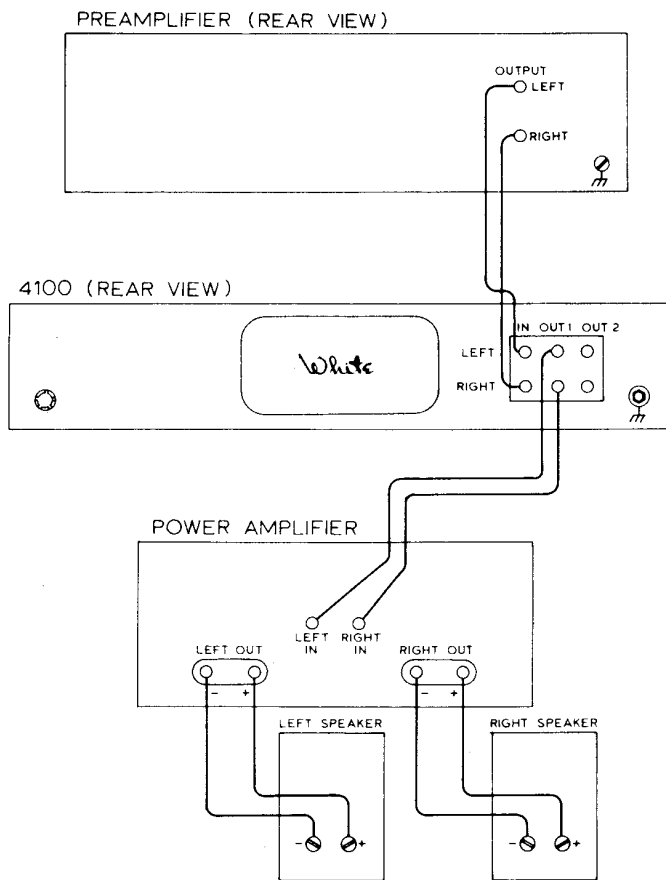 PREAMPLIFIER (REAR VIEW)
OUTPUT
LEFT
RIGHT
4100 (REAR VIEW)
IN OUT 1 OUT 2
LEFT
White
RIGHT
POWER AMPLIFIER
LEFT IN
RIGHT IN
LEFT OUT
RIGHT OUT
- +
- +
LEFT SPEAKER
RIGHT SPEAKER
- +
- +